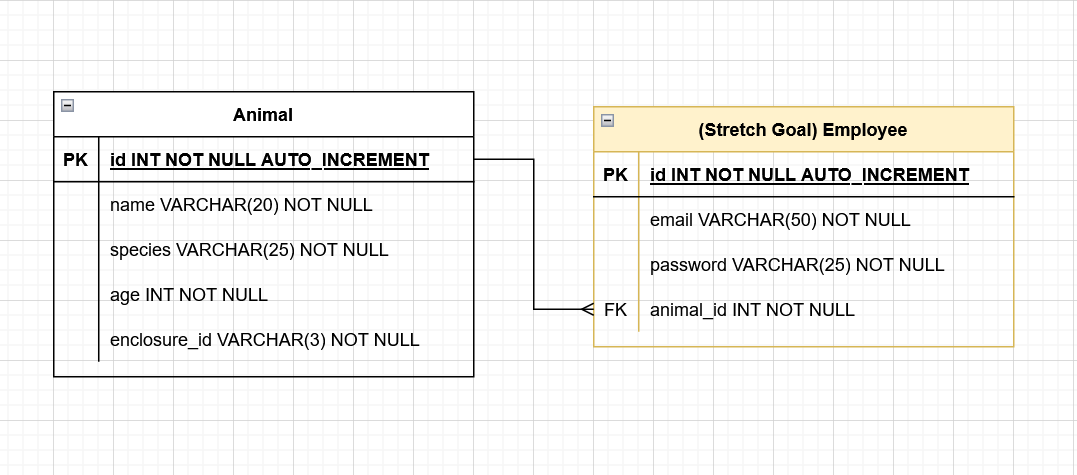 Animal
PK id INT NOT NULL AUTO_INCREMENT
name VARCHAR(20) NOT NULL
species VARCHAR(25) NOT NULL
age INT NOT NULL
enclosure_id VARCHAR(3) NOT NULL
(Stretch Goal) Employee
PK id INT NOT NULL AUTO_INCREMENT
email VARCHAR(50) NOT NULL
password VARCHAR(25) NOT NULL
FK animal_id INT NOT NULL